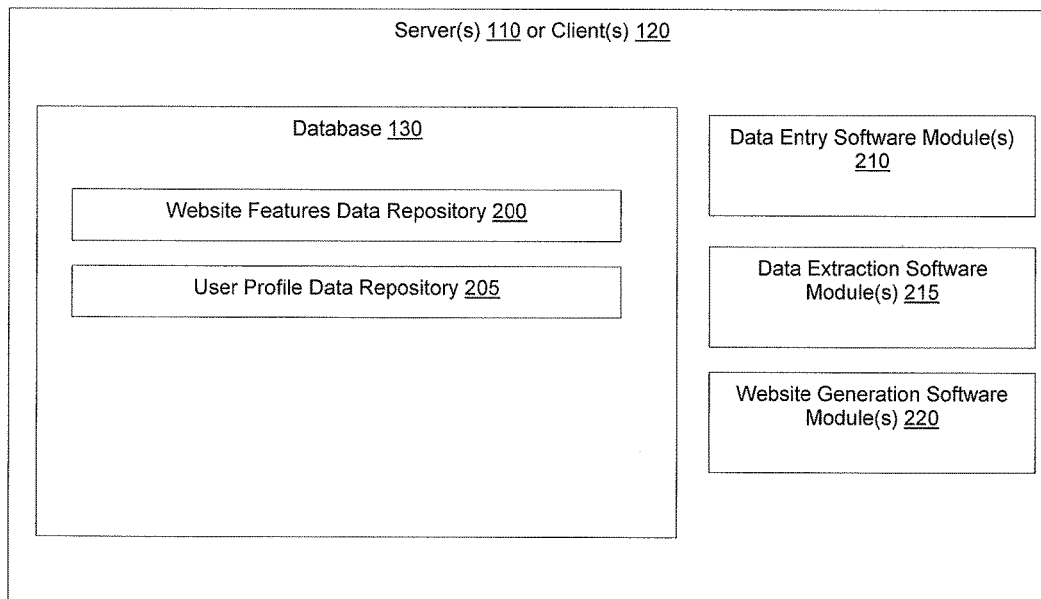 Server(s) 110 or Client(s) 120
Database 130
Website Features Data Repository 200
User Profile Data Repository 205
Data Entry Software Module(s)
210
Data Extraction Software
Module(s) 215
Website Generation Software
Module(s) 220